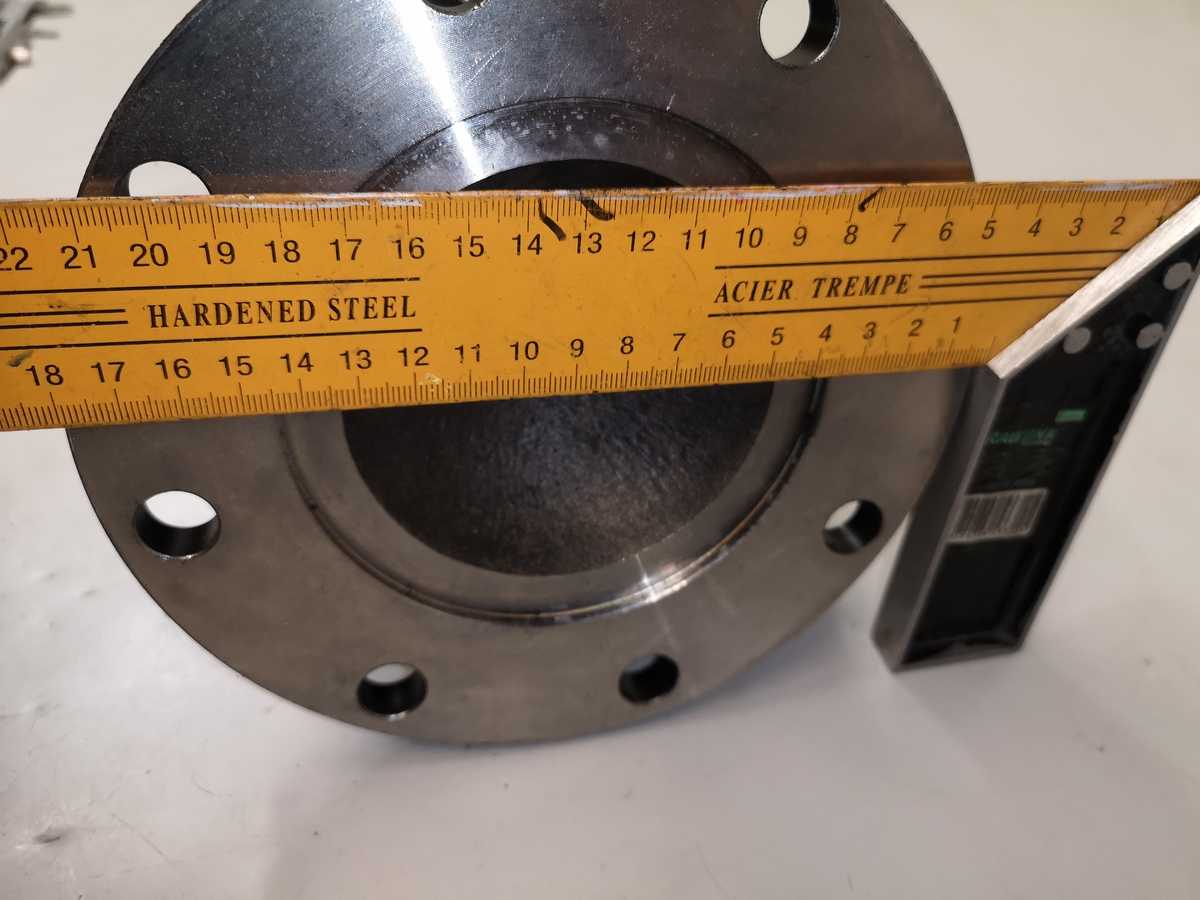 22 21 20 19 18 17 16 15 14 13 12 11 10 9 8 7 6 5 4 3 2 1
HARDENED STEEL
ACIER TREMPE
18 17 16 15 14 13 12 11 10 9 8 7 6 5 4 3 2 1